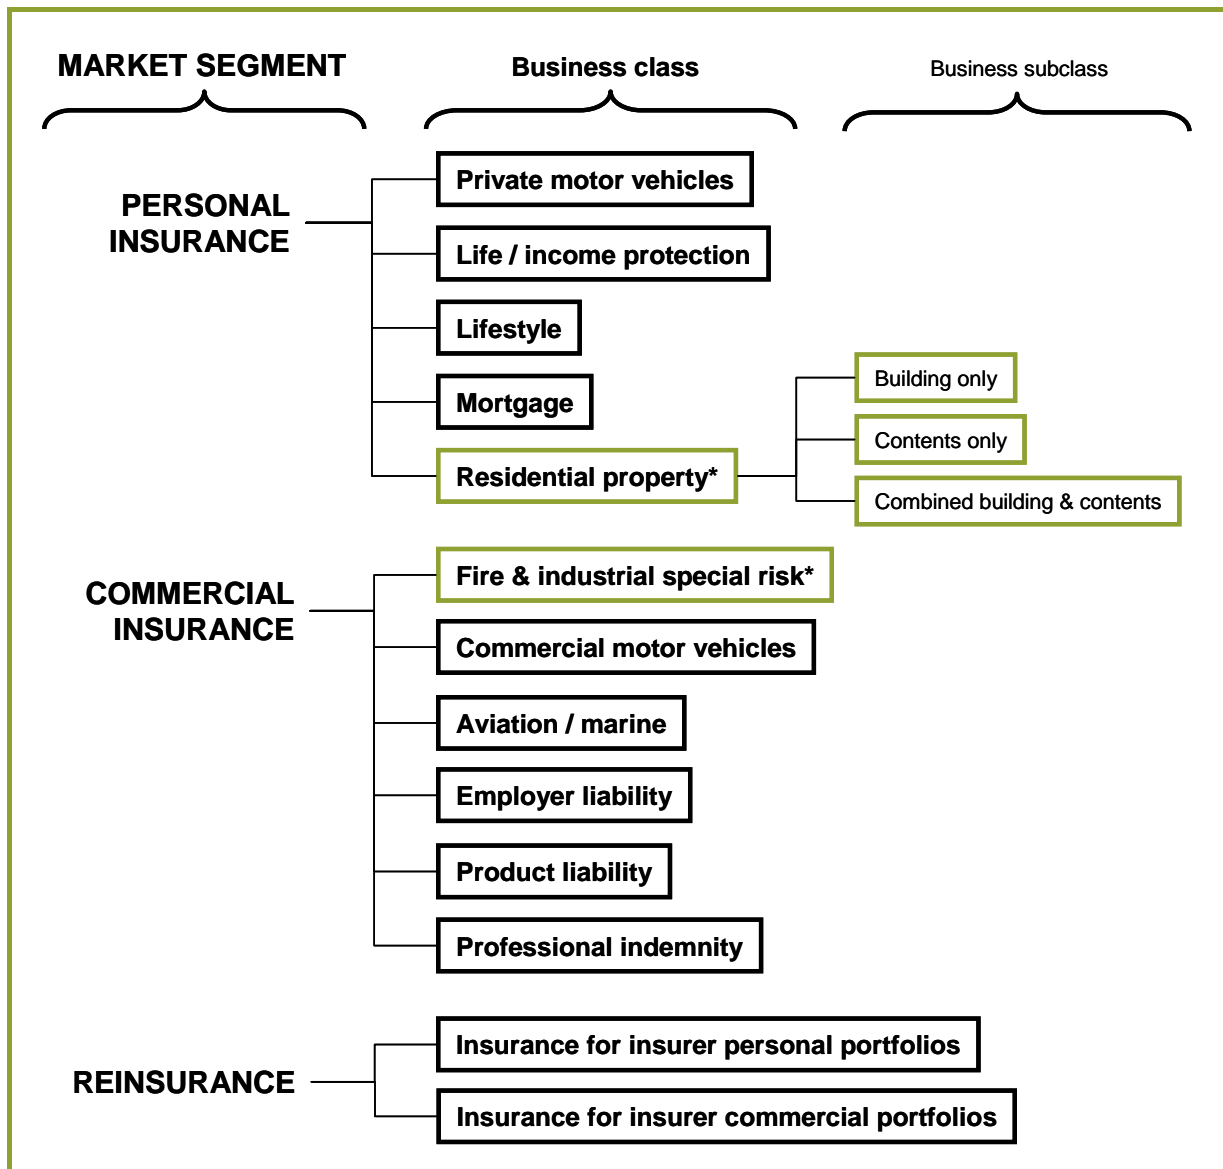 MARKET SEGMENT
Business class
Business subclass
PERSONAL
INSURANCE
Private motor vehicles
Life / income protection
Lifestyle
Mortgage
Residential property*
Building only
Contents only
Combined building & contents
COMMERCIAL
INSURANCE
Fire & industrial special risk*
Commercial motor vehicles
Aviation / marine
Employer liability
Product liability
Professional indemnity
REINSURANCE
Insurance for insurer personal portfolios
Insurance for insurer commercial portfolios